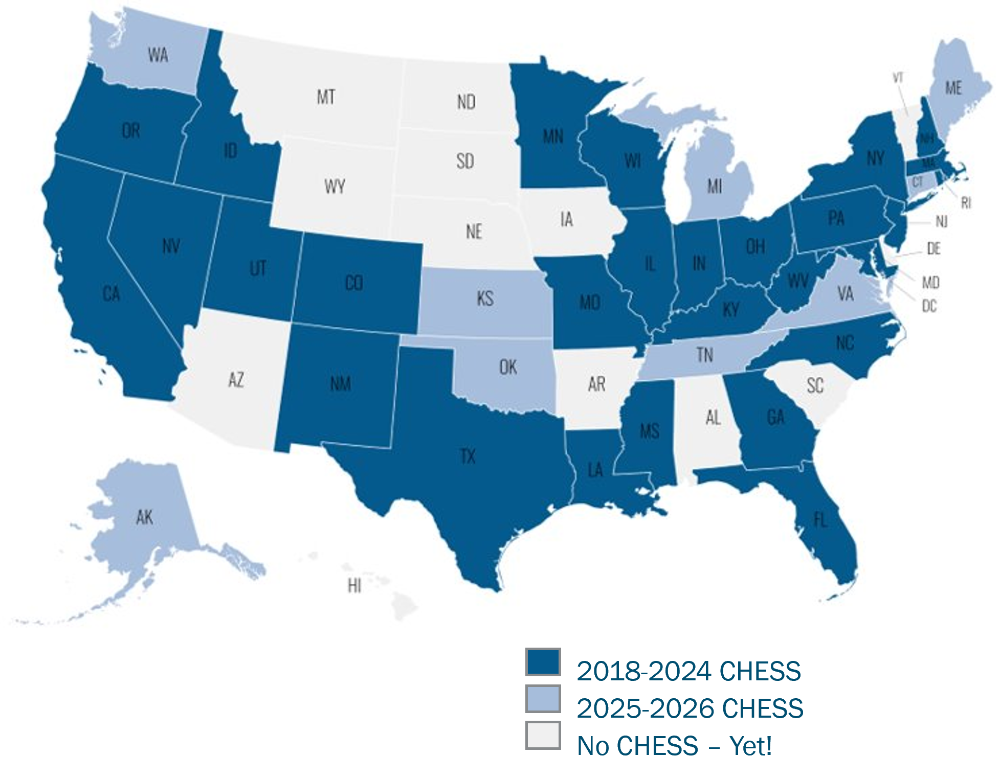 WA
MT
ND
MN
VT
ME
OR
ID
SD
WI
MI
NY
NH
MA
CT
RI
WY
IA
NE
PA
NJ
NV
UT
CO
IL
IN
OH
DE
WV
MD
VA
DC
CA
KS
MO
KY
NC
AZ
NM
OK
TN
AR
SC
MS
AL
GA
TX
LA
FL
AK
HI
2018-2024 CHESS
2025-2026 CHESS
No CHESS – Yet!